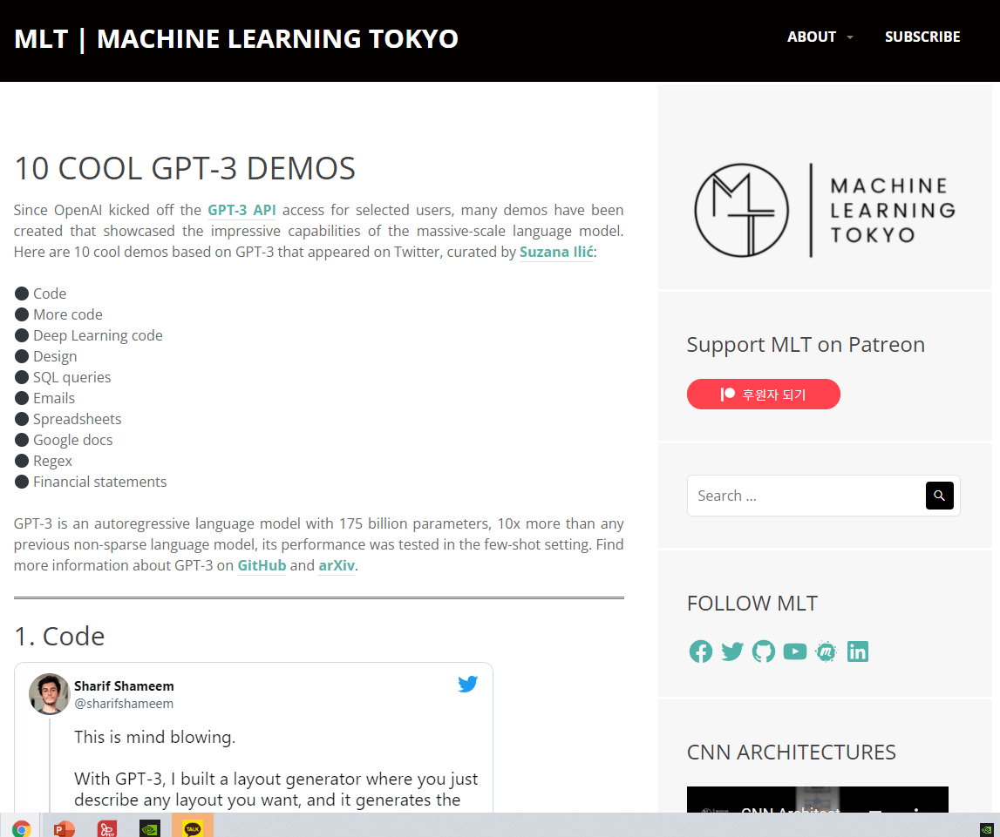 MLT | MACHINE LEARNING TOKYO
ABOUT
SUBSCRIBE
10 COOL GPT-3 DEMOS
Since OpenAI kicked off the GPT-3 API access for selected users, many demos have been
created that showcased the impressive capabilities of the massive-scale language model.
Here are 10 cool demos based on GPT-3 that appeared on Twitter, curated by Suzana Ilić:
Code
More code
Deep Learning code
Design
SQL queries
Emails
Spreadsheets
Google docs
Regex
Financial statements
GPT-3 is an autoregressive language model with 175 billion parameters, 10x more than any
previous non-sparse language model, its performance was tested in the few-shot setting. Find
more information about GPT-3 on GitHub and arXiv.
1. Code
Sharif Shameem
@sharifshameem
This is mind blowing.
With GPT-3, I built a layout generator where you just
describe any layout you want, and it generates the
MLT
MACHINE
LEARNING
TOKYO
Support MLT on Patreon
후원자 되기
Search ...
FOLLOW MLT
CNN ARCHITECTURES
CNN Architect
P
PDF
TALK